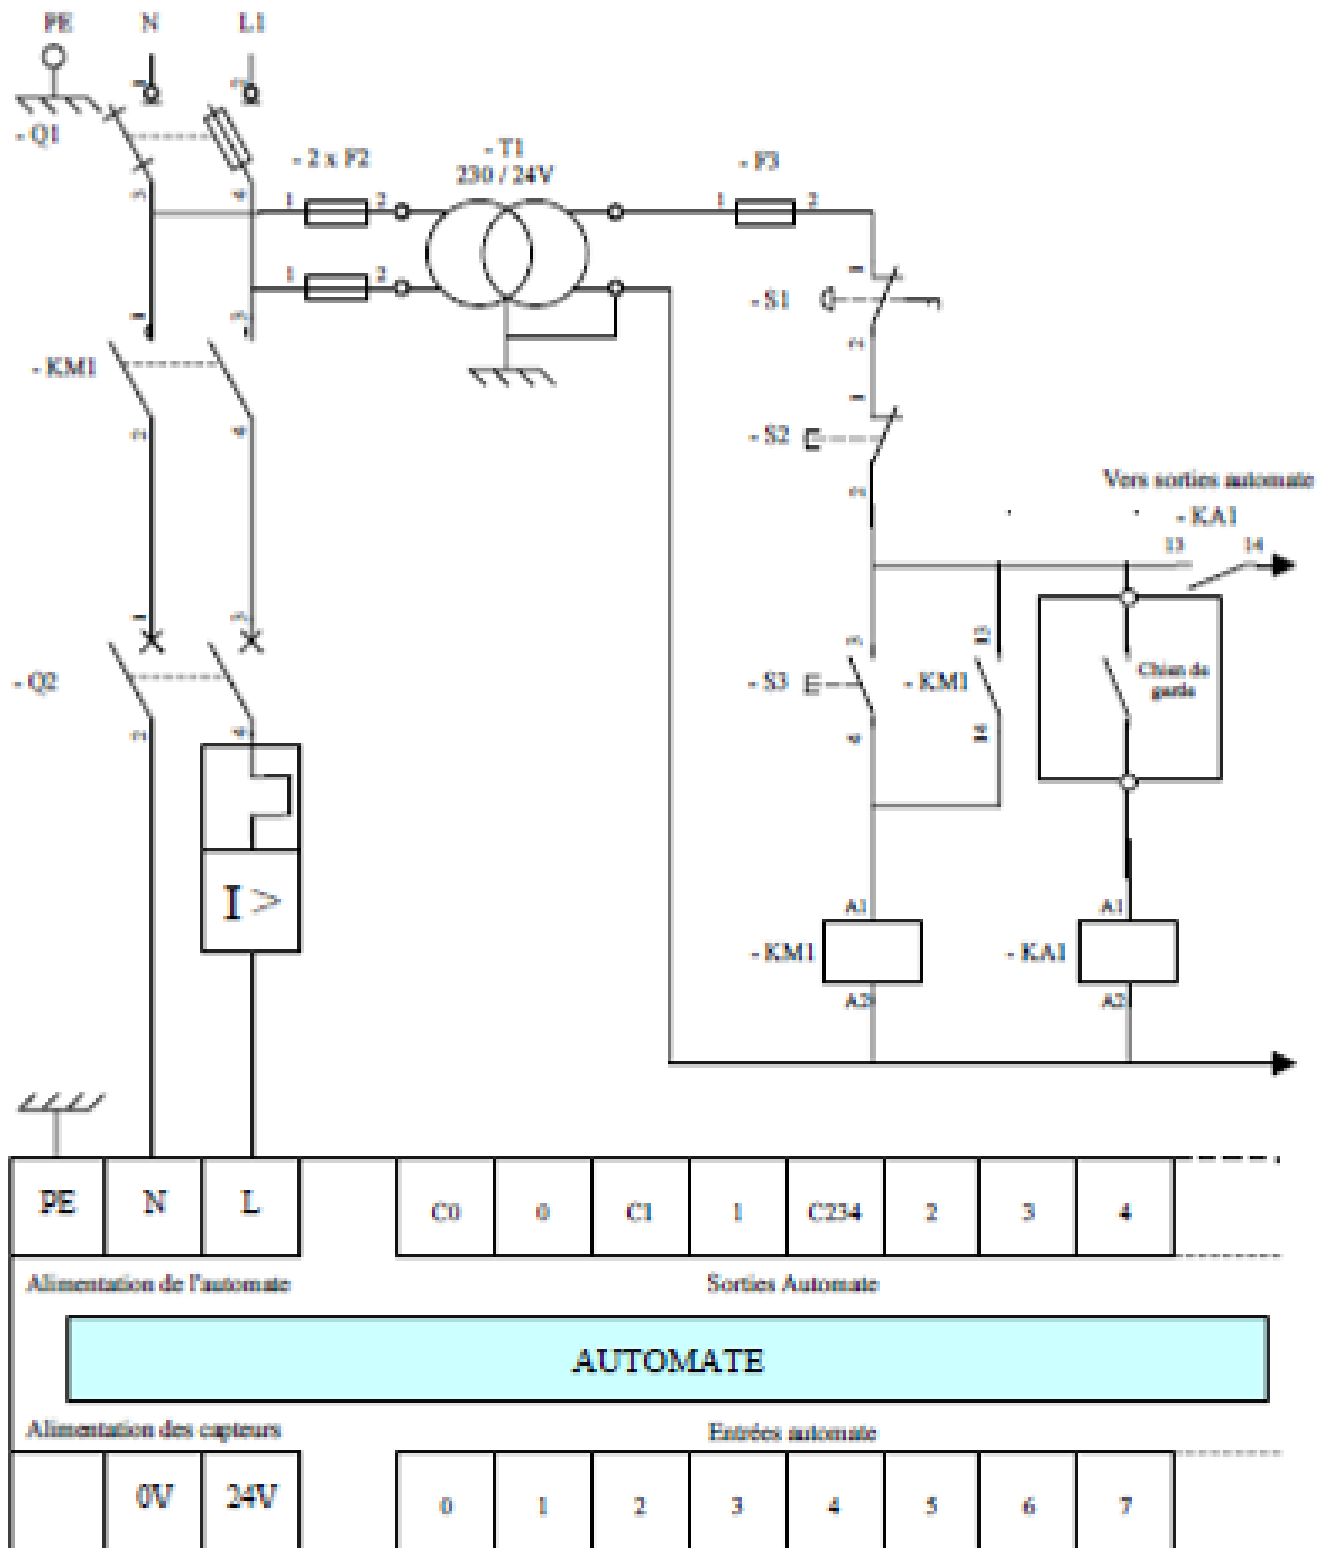 PE N L1
- Q1
- 2 x F2
- T1
230 / 24V
- F3
1 2
1 2
1 2
- S1
- KM1
- S2
Vers sorties automate
- KA1
13 14
- Q2
- S3
- KM1
Chien de
garde
I >
A1 A1
- KM1
- KA1
A2 A2
PE N L C0 0 C1 1 C234 2 3 4
Alimentation de l'automate Sorties Automate
AUTOMATE
Alimentation des capteurs Entrées automate
0V 24V 0 1 2 3 4 5 6 7